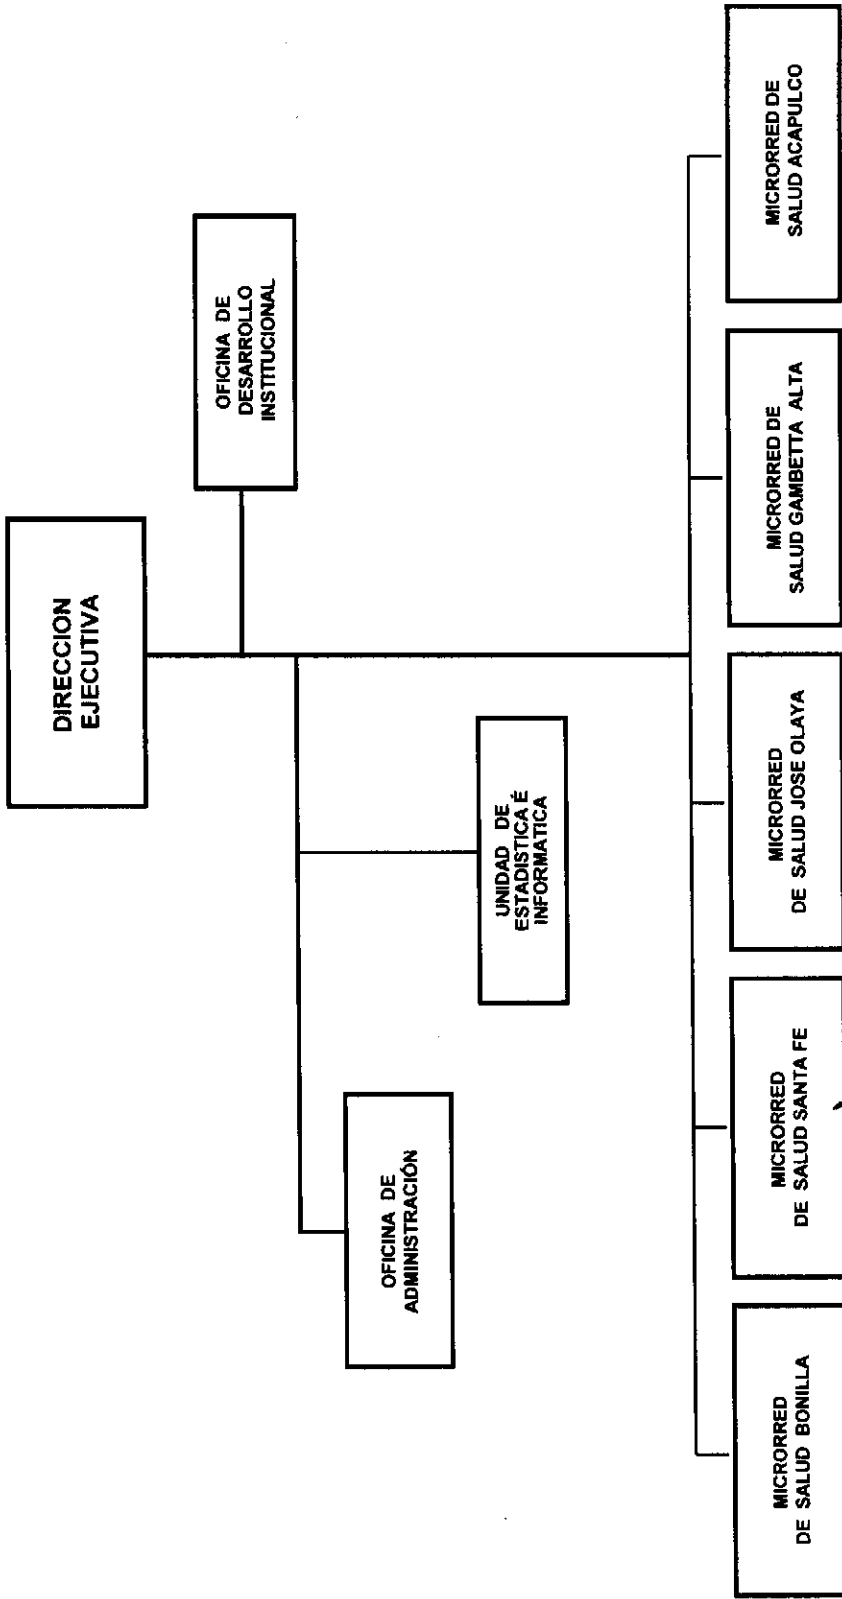 DIRECCION
EJECUTIVA
OFICINA DE
DESARROLLO
INSTITUCIONAL
UNIDAD DE
ESTADISTICA É
INFORMATICA
OFICINA DE
ADMINISTRACIÓN
MICRORRED
DE SALUD BONILLA
MICRORRED
DE SALUD SANTA FE
MICRORRED
DE SALUD JOSE OLAYA
MICRORRED DE
SALUD GAMBETTA ALTA
MICRORRED DE
SALUD ACAPULCO